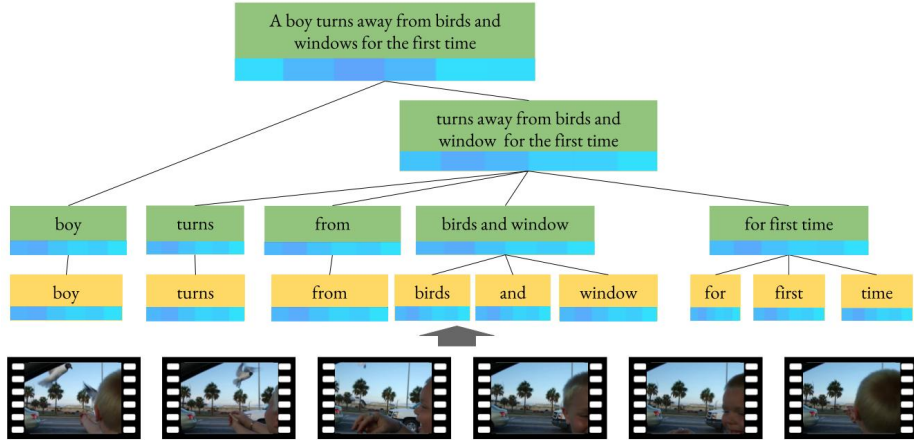 A boy turns away from birds and
windows for the first time
turns away from birds and
window for the first time
boy
turns
from
birds and window
for first time
boy
turns
from
birds
and
window
for
first
time